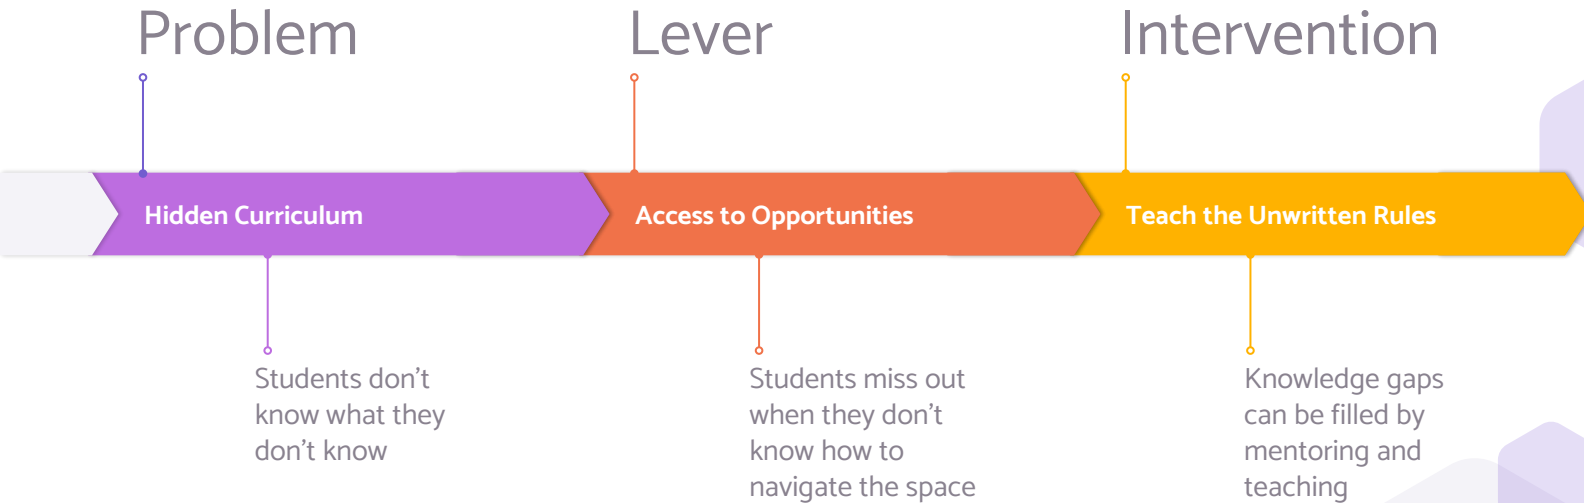 Problem
Lever
Intervention
Hidden Curriculum
Access to Opportunities
Teach the Unwritten Rules
Students don’t
know what they
don’t know
Students miss out
when they don’t
know how to
navigate the space
Knowledge gaps
can be filled by
mentoring and
teaching